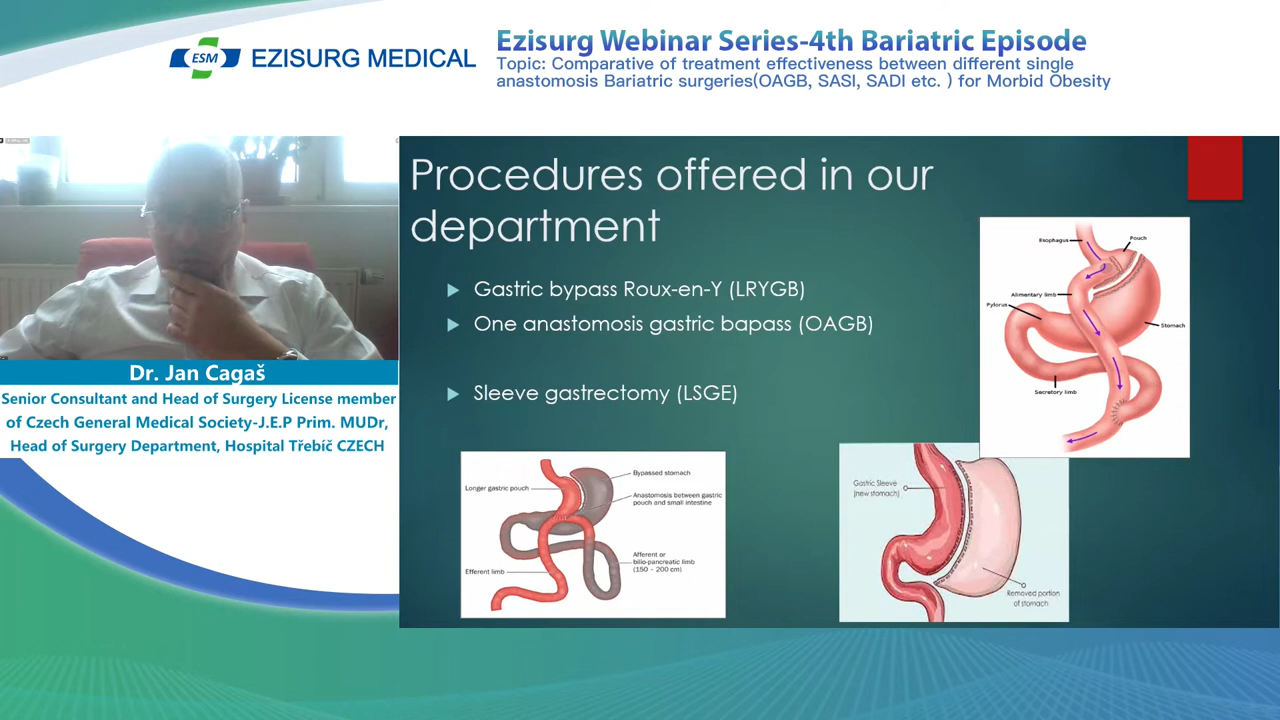 ESM
EZISURG MEDICAL
Ezisurg Webinar Series-4th Bariatric Episode
Topic: Comparative of treatment effectiveness between different single
anastomosis Bariatric surgeries(OAGB, SASI, SADI etc. ) for Morbid Obesity
Dr. Jan Cagaš
Senior Consultant and Head of Surgery License member
of Czech General Medical Society-J.E.P Prim. MUDr,
Head of Surgery Department, Hospital Třebíč CZECH
Procedures offered in our
department
Gastric bypass Roux-en-Y (LRYGB)
One anastomosis gastric bapass (OAGB)
Sleeve gastrectomy (LSGE)
Esophagus
Pouch
Alimentary limb
Pylorus
Stomach
Secretory limb
Longer gastric pouch
Bypassed stomach
Anastomosis between gastric
pouch and small intestine
Afferent or
bilio-pancreatic limb
(150 – 200 cm)
Efferent limb
Gastric Sleeve
(new stomach)
Removed portion
of stomach